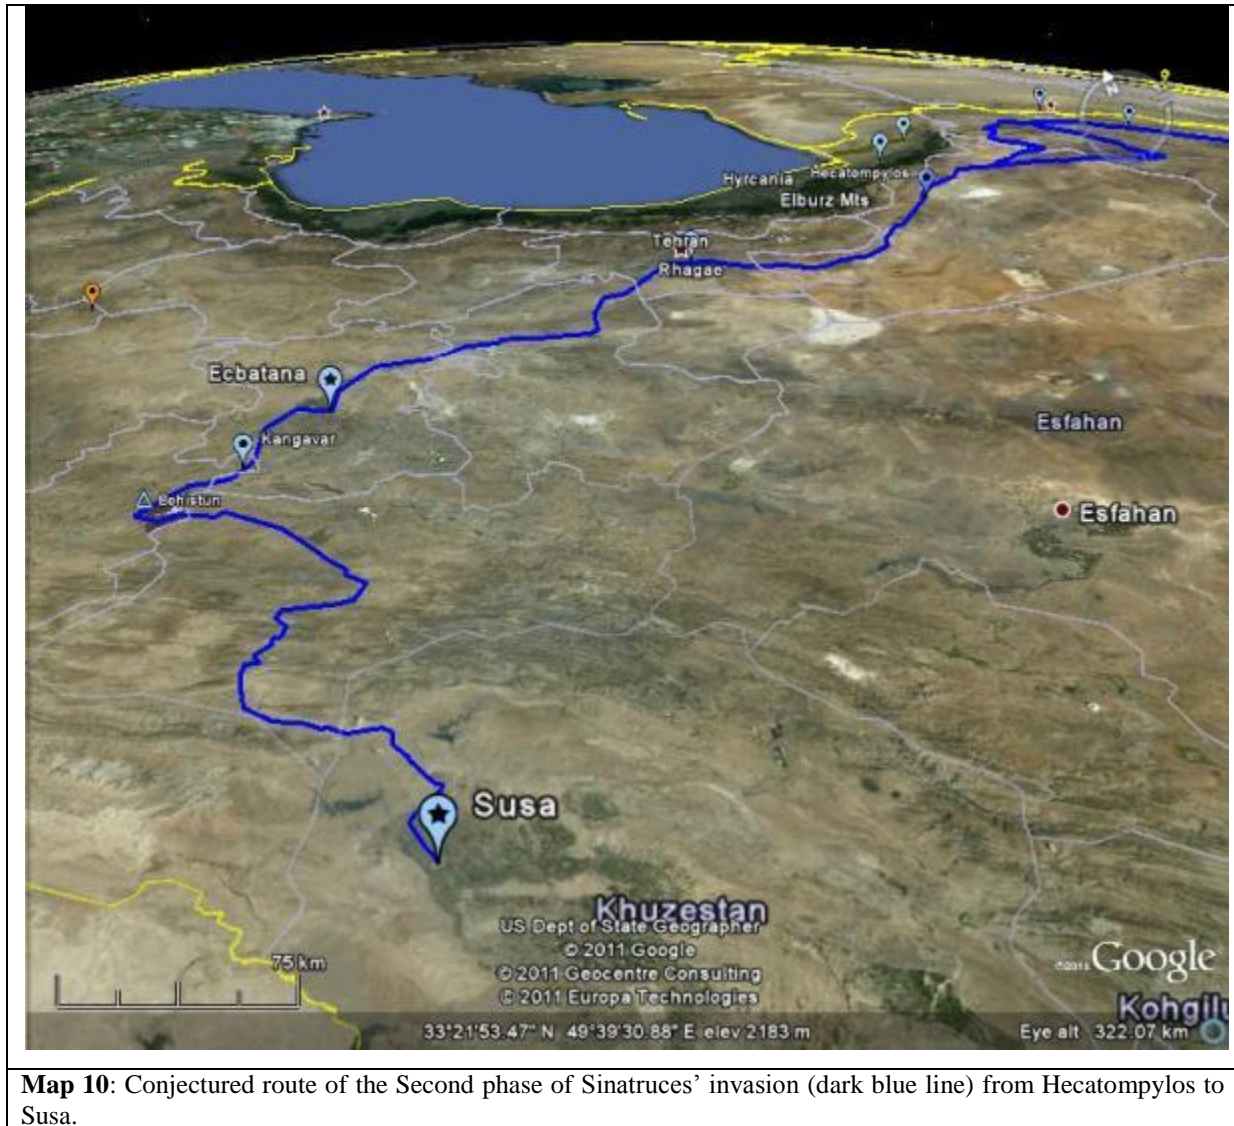 N
Hyrcania
Hecatompylos
Elburz Mts
Tehran
Rhagae
Ecbatana
Esfahan
Kangavar
Behistun
Esfahan
Susa
Khuzestan
US Dept of State Geographer
© 2011 Google
75 km
© 2011 Geocentre Consulting
©2011 Google
© 2011 Europa Technologies
Kohgilu
33°21'53.47" N 49°39'30.88" E elev 2183 m
Eye alt 322.07 km
Map 10: Conjectured route of the Second phase of Sinatruces’ invasion (dark blue line) from Hecatompylos to
Susa.